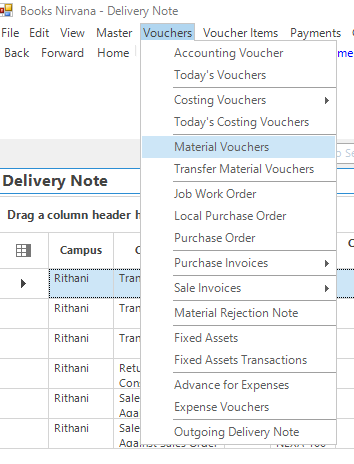 Books Nirvana - Delivery Note
File Edit View Master Vouchers Voucher Items Payments
Back Forward Home
Accounting Voucher
Today's Vouchers
Costing Vouchers
Today's Costing Vouchers
Material Vouchers
Transfer Material Vouchers
Job Work Order
Local Purchase Order
Purchase Order
Purchase Invoices
Sale Invoices
Material Rejection Note
Fixed Assets
Fixed Assets Transactions
Advance for Expenses
Expense Vouchers
Outgoing Delivery Note
Delivery Note
Drag a column header h
Campus
Rithani Tran
Rithani Tran
Rithani Tran
Rithani Retu
Cons
Rithani Sale
Aga
Rithani Sale